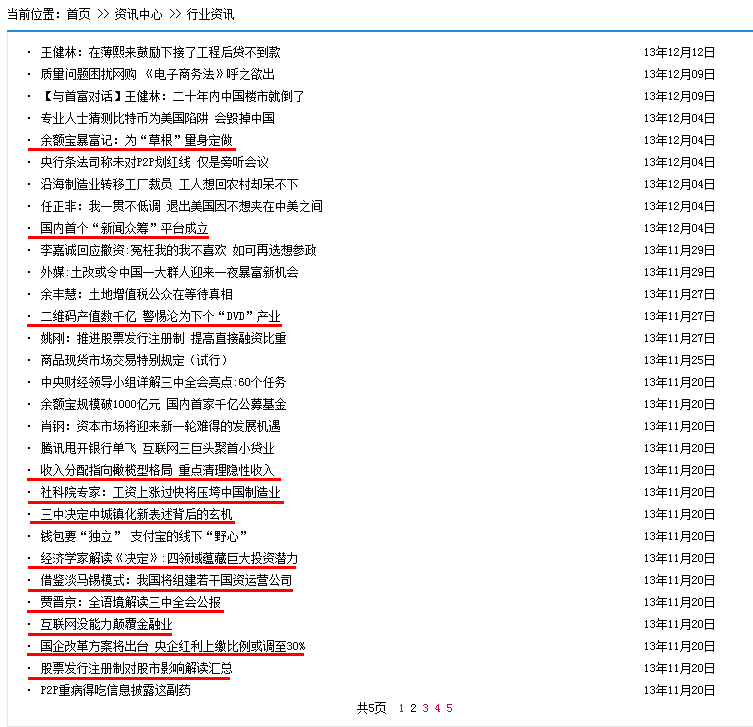 当前位置：首页 >> 资讯中心 >> 行业资讯
· 王健林：在薄熙来鼓励下接了工程后贷不到款 13年12月12日
· 质量问题困扰网购 《电子商务法》呼之欲出 13年12月09日
· 【与首富对话】王健林：二十年内中国楼市就倒了 13年12月09日
· 专业人士猜测比特币为美国陷阱 会毁掉中国 13年12月04日
· 余额宝暴富记：为“草根”量身定做 13年12月04日
· 央行条法司称未对P2P划红线 仅是旁听会议 13年12月04日
· 沿海制造业转移工厂裁员 工人想回农村却呆不下 13年12月04日
· 任正非：我一贯不低调 退出美国因不想夹在中美之间 13年12月04日
· 国内首个“新闻众筹”平台成立 13年12月04日
· 李嘉诚回应撤资:冤枉我的我不喜欢 如可再选想参政 13年11月29日
· 外媒:土改或令中国一大群人迎来一夜暴富新机会 13年11月29日
· 余丰慧：土地增值税公众在等待真相 13年11月27日
· 二维码产值数千亿 警惕沦为下个“DVD”产业 13年11月27日
· 姚刚：推进股票发行注册制 提高直接融资比重 13年11月27日
· 商品现货市场交易特别规定（试行） 13年11月25日
· 中央财经领导小组详解三中全会亮点:60个任务 13年11月20日
· 余额宝规模破1000亿元 国内首家千亿公募基金 13年11月20日
· 肖钢：资本市场将迎来新一轮难得的发展机遇 13年11月20日
· 腾讯甩开银行单飞 互联网三巨头聚首小贷业 13年11月20日
· 收入分配指向橄榄型格局 重点清理隐性收入 13年11月20日
· 社科院专家：工资上涨过快将压垮中国制造业 13年11月20日
· 三中决定中城镇化新表述背后的玄机 13年11月20日
· 钱包要“独立” 支付宝的线下“野心” 13年11月20日
· 经济学家解读《决定》:四领域蕴藏巨大投资潜力 13年11月20日
· 借鉴淡马锡模式：我国将组建若干国资运营公司 13年11月20日
· 贾晋京：全语境解读三中全会公报 13年11月20日
· 互联网没能力颠覆金融业 13年11月20日
· 国企改革方案将出台 央企红利上缴比例或调至30% 13年11月20日
· 股票发行注册制对股市影响解读汇总 13年11月20日
· P2P重病得吃信息披露这副药 13年11月20日
共5页 1 2 3 4 5